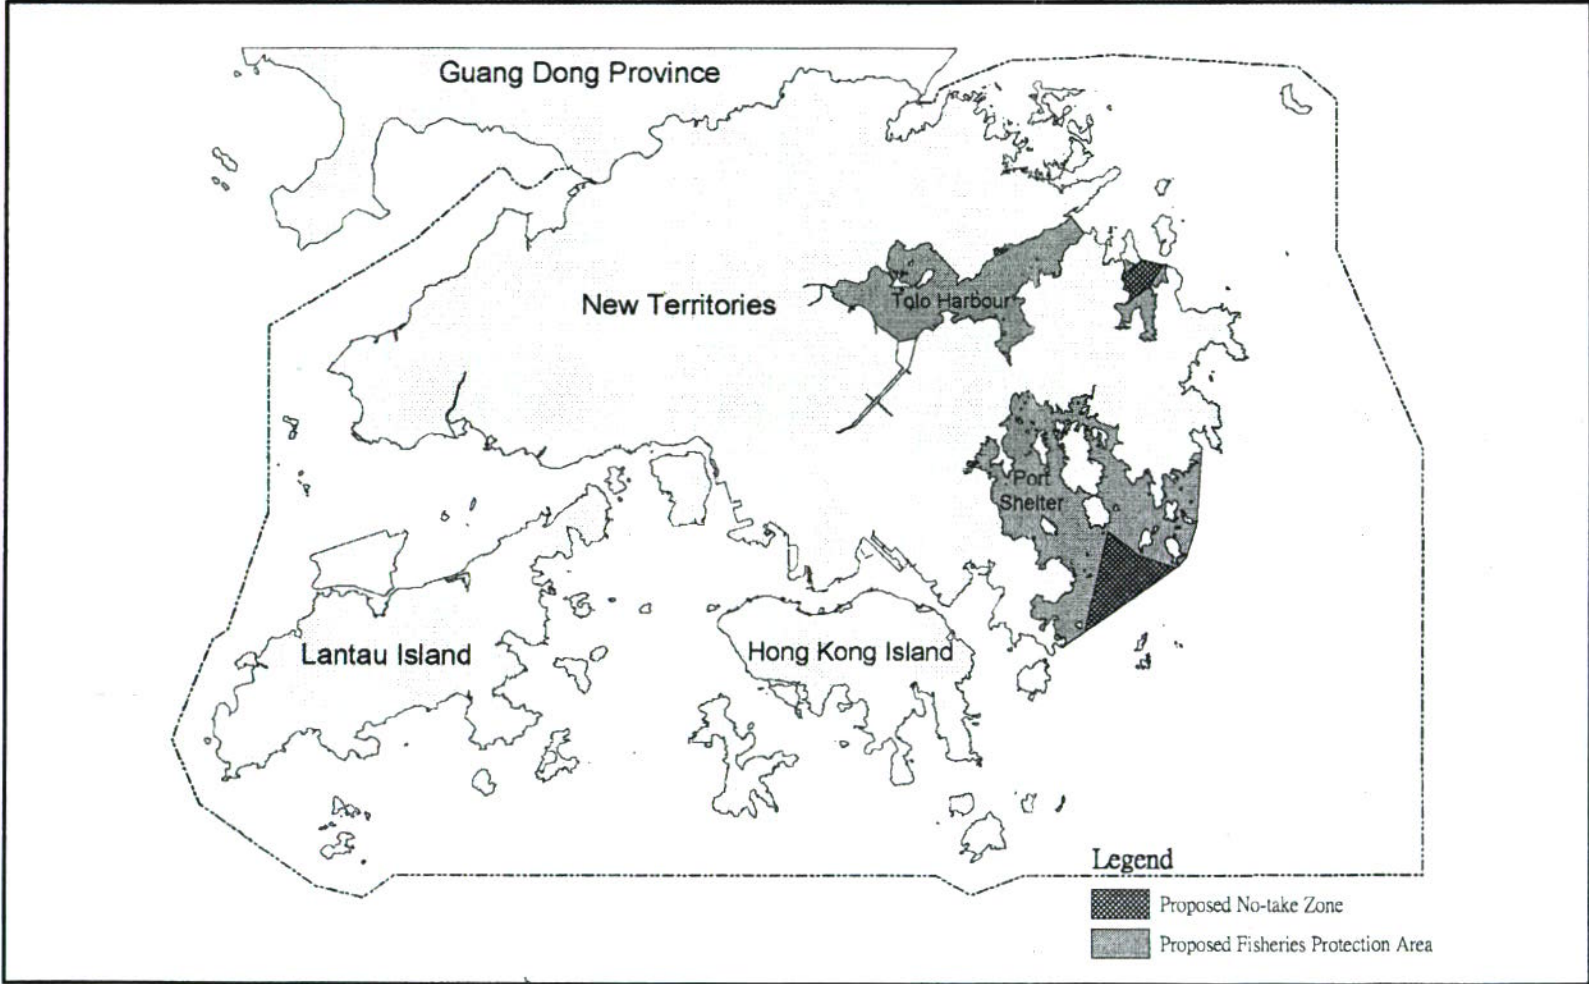 Guang Dong Province
New Territories
Tolo Harbour
Port
Shelter
Lantau Island
Hong Kong Island
Legend
Proposed No-take Zone
Proposed Fisheries Protection Area